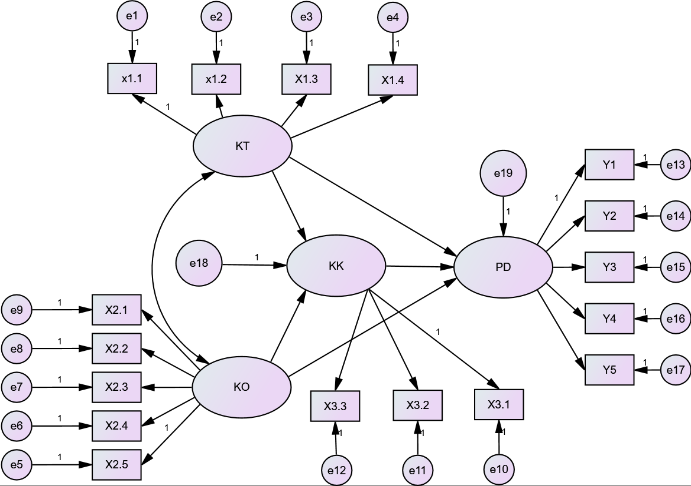 e1 e2 e3 e4
1 1 1 1
x1.1 x1.2 X1.3 X1.4
1
KT
e19
1
Y1 1 e13
1
Y2 1 e14
e18 1 KK PD Y3 1 e15
e9 1 X2.1
Y4 1 e16
1
e8 1 X2.2
Y5 1 e17
e7 1 X2.3 KO
X3.3 X3.2 X3.1
e6 1 X2.4
1
1 1 1
e5 1 X2.5
e12 e11 e10